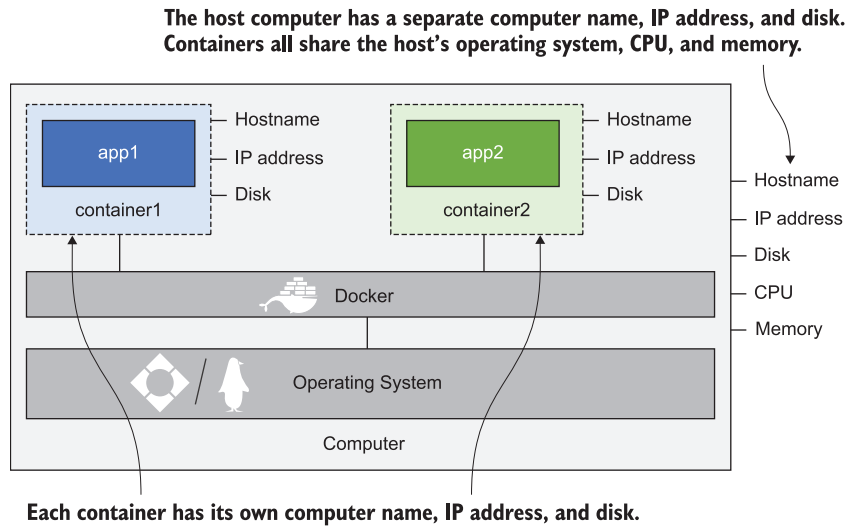 The host computer has a separate computer name, IP address, and disk.
Containers all share the host's operating system, CPU, and memory.
app1
container1
Hostname
IP address
Disk
app2
container2
Hostname
IP address
Disk
Hostname
IP address
Disk
CPU
Memory
Docker
/
Operating System
Computer
Each container has its own computer name, IP address, and disk.